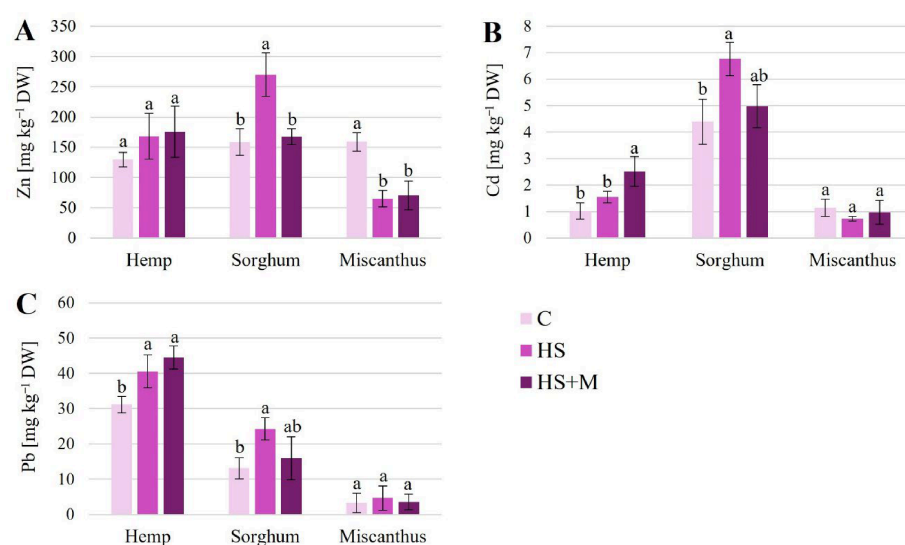 A
Zn [mg kg⁻¹ DW]
350
300
250
200
150
100
50
0
a
a
a
b
a
b
a
b
b
Hemp
Sorghum
Miscanthus
B
Cd [mg kg⁻¹ DW]
8
7
6
5
4
3
2
1
0
b
b
a
b
a
ab
a
a
a
Hemp
Sorghum
Miscanthus
C
Pb [mg kg⁻¹ DW]
60
50
40
30
20
10
0
b
a
a
b
a
ab
a
a
a
Hemp
Sorghum
Miscanthus
C
HS
HS+M